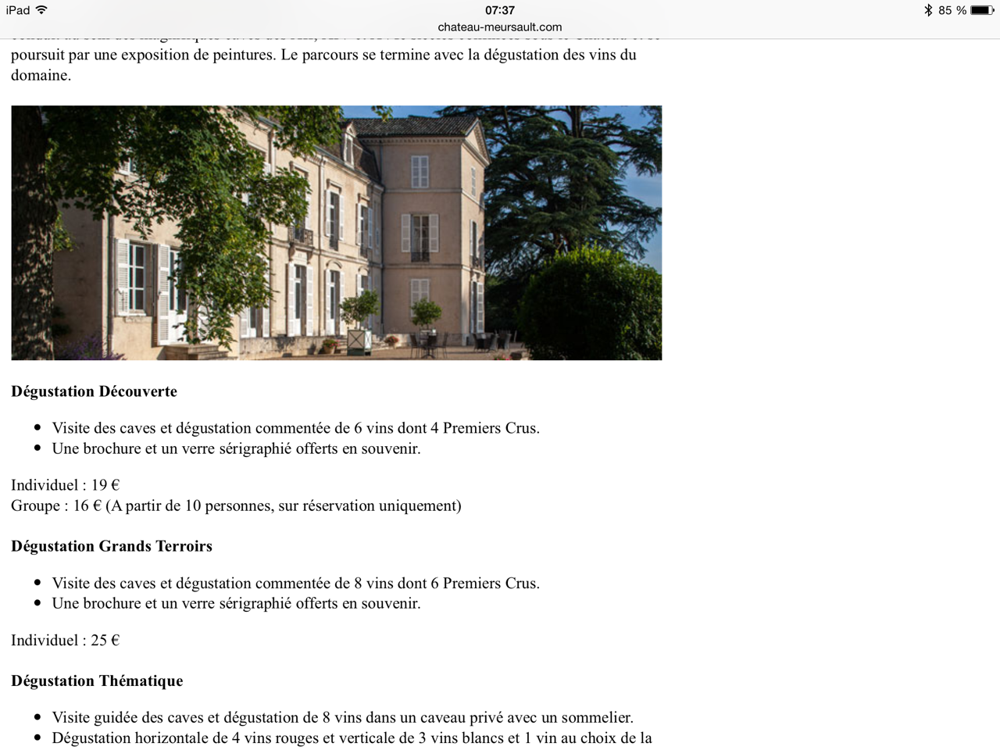 iPad 07:37 85 %
chateau-meursault.com
poursuit par une exposition de peintures. Le parcours se termine avec la dégustation des vins du
domaine.
Dégustation Découverte
• Visite des caves et dégustation commentée de 6 vins dont 4 Premiers Crus.
• Une brochure et un verre sérigraphié offerts en souvenir.
Individuel : 19 €
Groupe : 16 € (A partir de 10 personnes, sur réservation uniquement)
Dégustation Grands Terroirs
• Visite des caves et dégustation commentée de 8 vins dont 6 Premiers Crus.
• Une brochure et un verre sérigraphié offerts en souvenir.
Individuel : 25 €
Dégustation Thématique
• Visite guidée des caves et dégustation de 8 vins dans un caveau privé avec un sommelier.
• Dégustation horizontale de 4 vins rouges et verticale de 3 vins blancs et 1 vin au choix de la